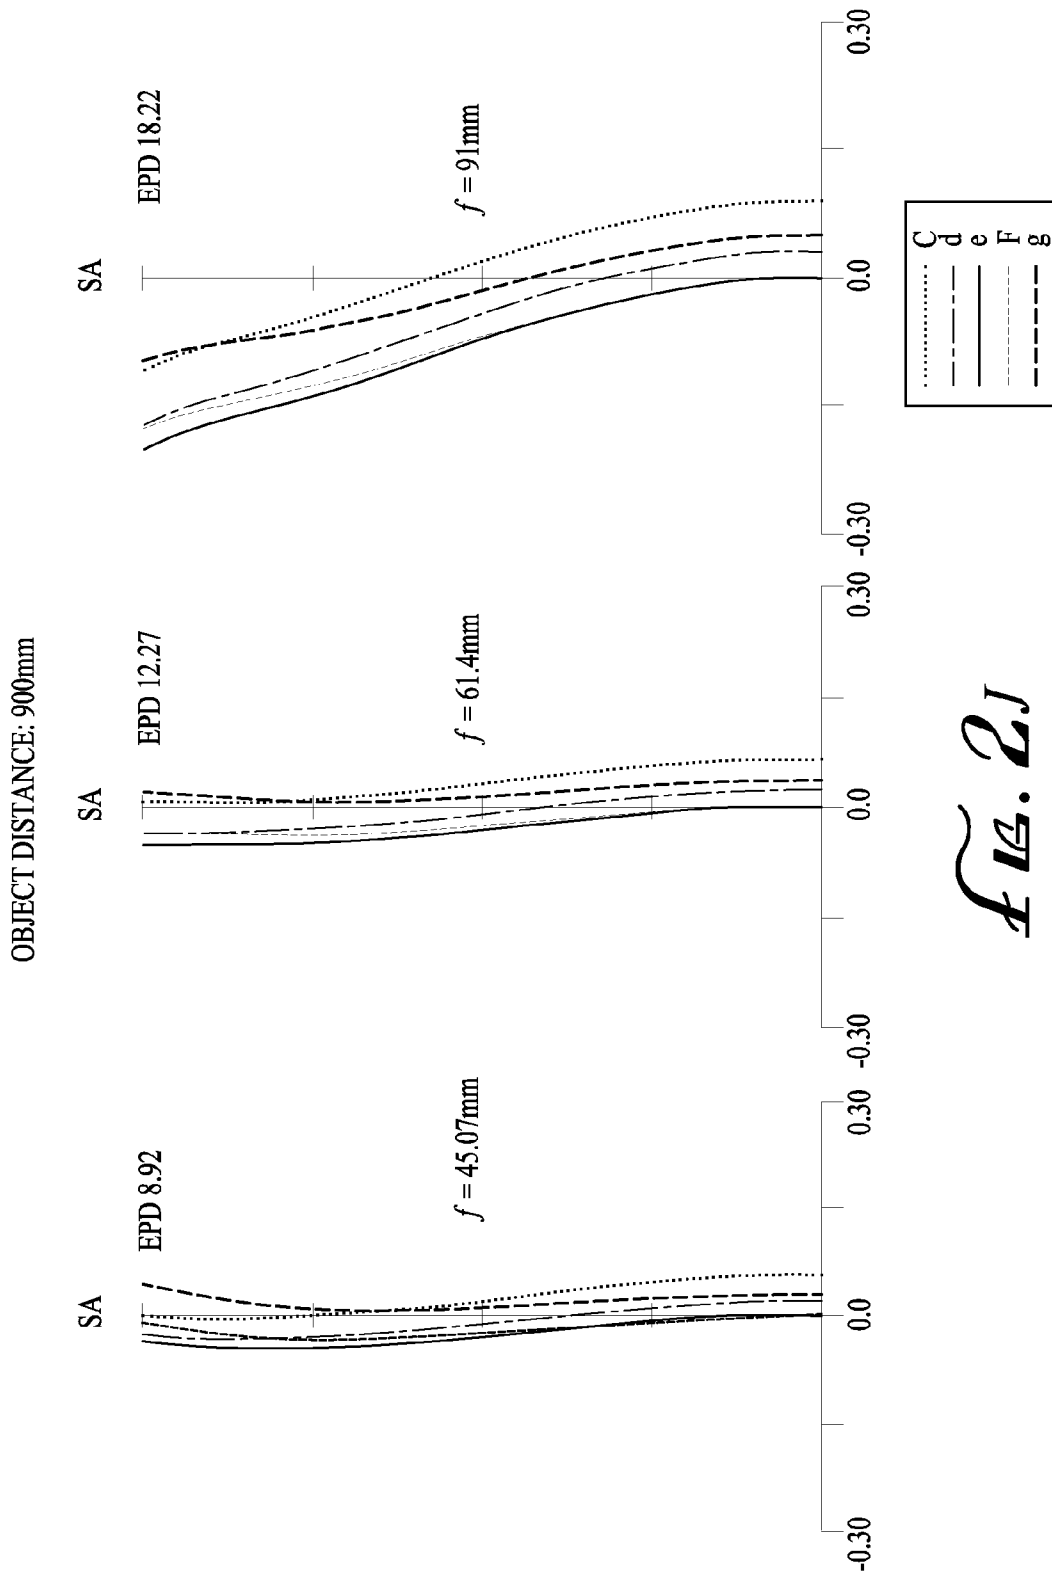 OBJECT DISTANCE: 900mm
SA
EPD 8.92
f = 45.07mm
-0.30
0.0
0.30
SA
EPD 12.27
f = 61.4mm
-0.30
0.0
0.30
SA
EPD 18.22
f = 91mm
-0.30
0.0
0.30
C
d
e
F
g
FIG. 2J